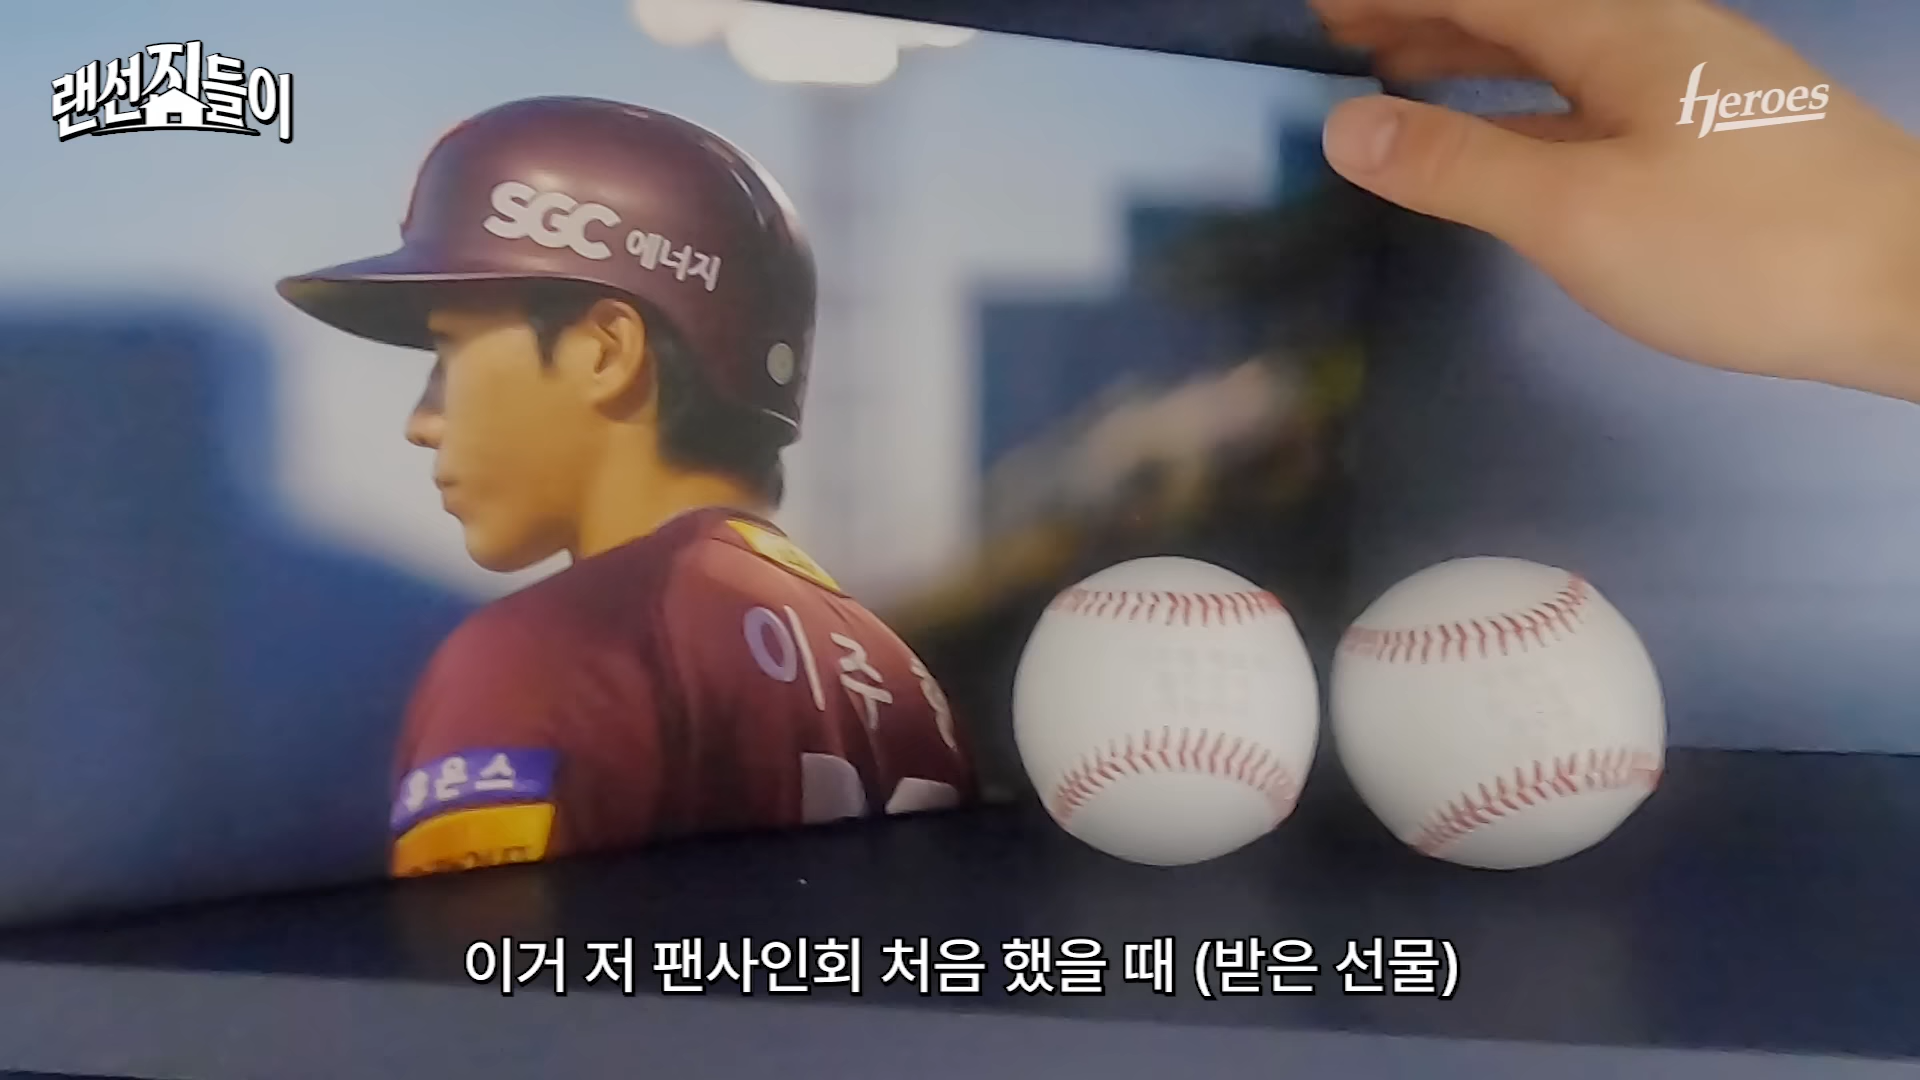 랜선집들이
Heroes
SGC 에너지
이주형
이거 저 팬사인회 처음 했을 때 (받은 선물)